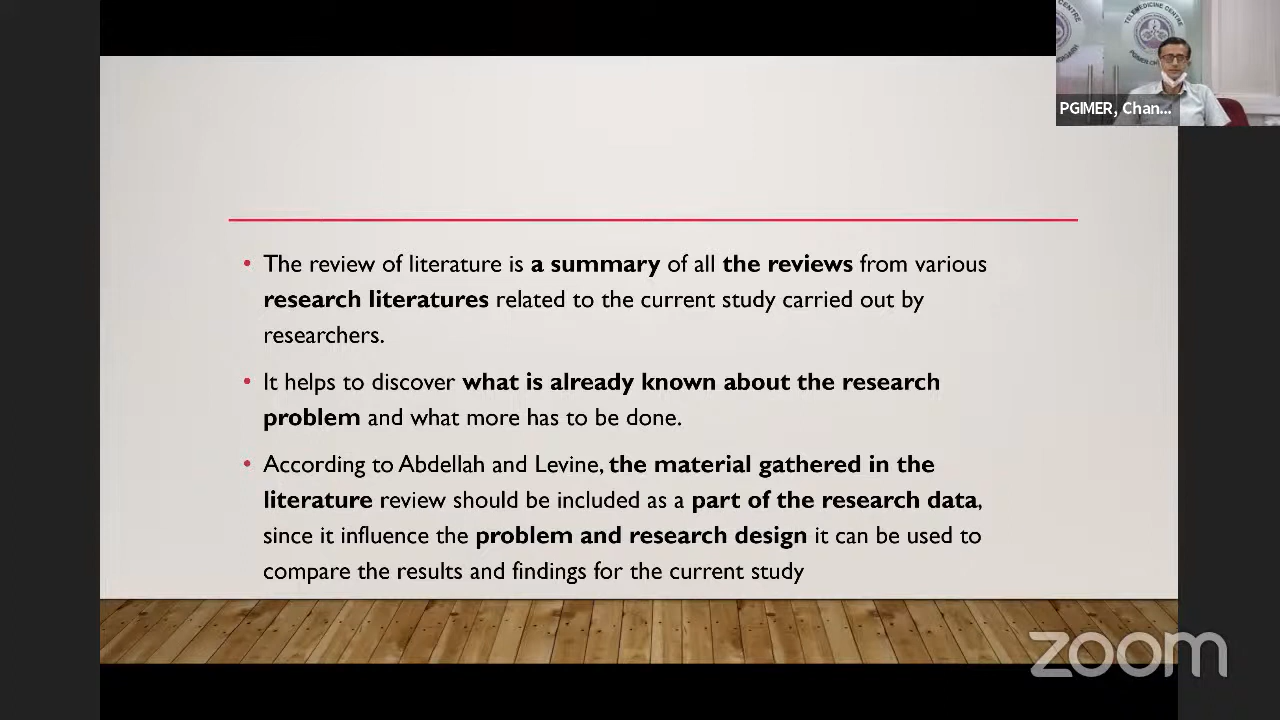 TELEMEDICINE CENTRE
PGIMER, Chan...
• The review of literature is a summary of all the reviews from various
research literatures related to the current study carried out by
researchers.
• It helps to discover what is already known about the research
problem and what more has to be done.
• According to Abdellah and Levine, the material gathered in the
literature review should be included as a part of the research data,
since it influence the problem and research design it can be used to
compare the results and findings for the current study
zoom